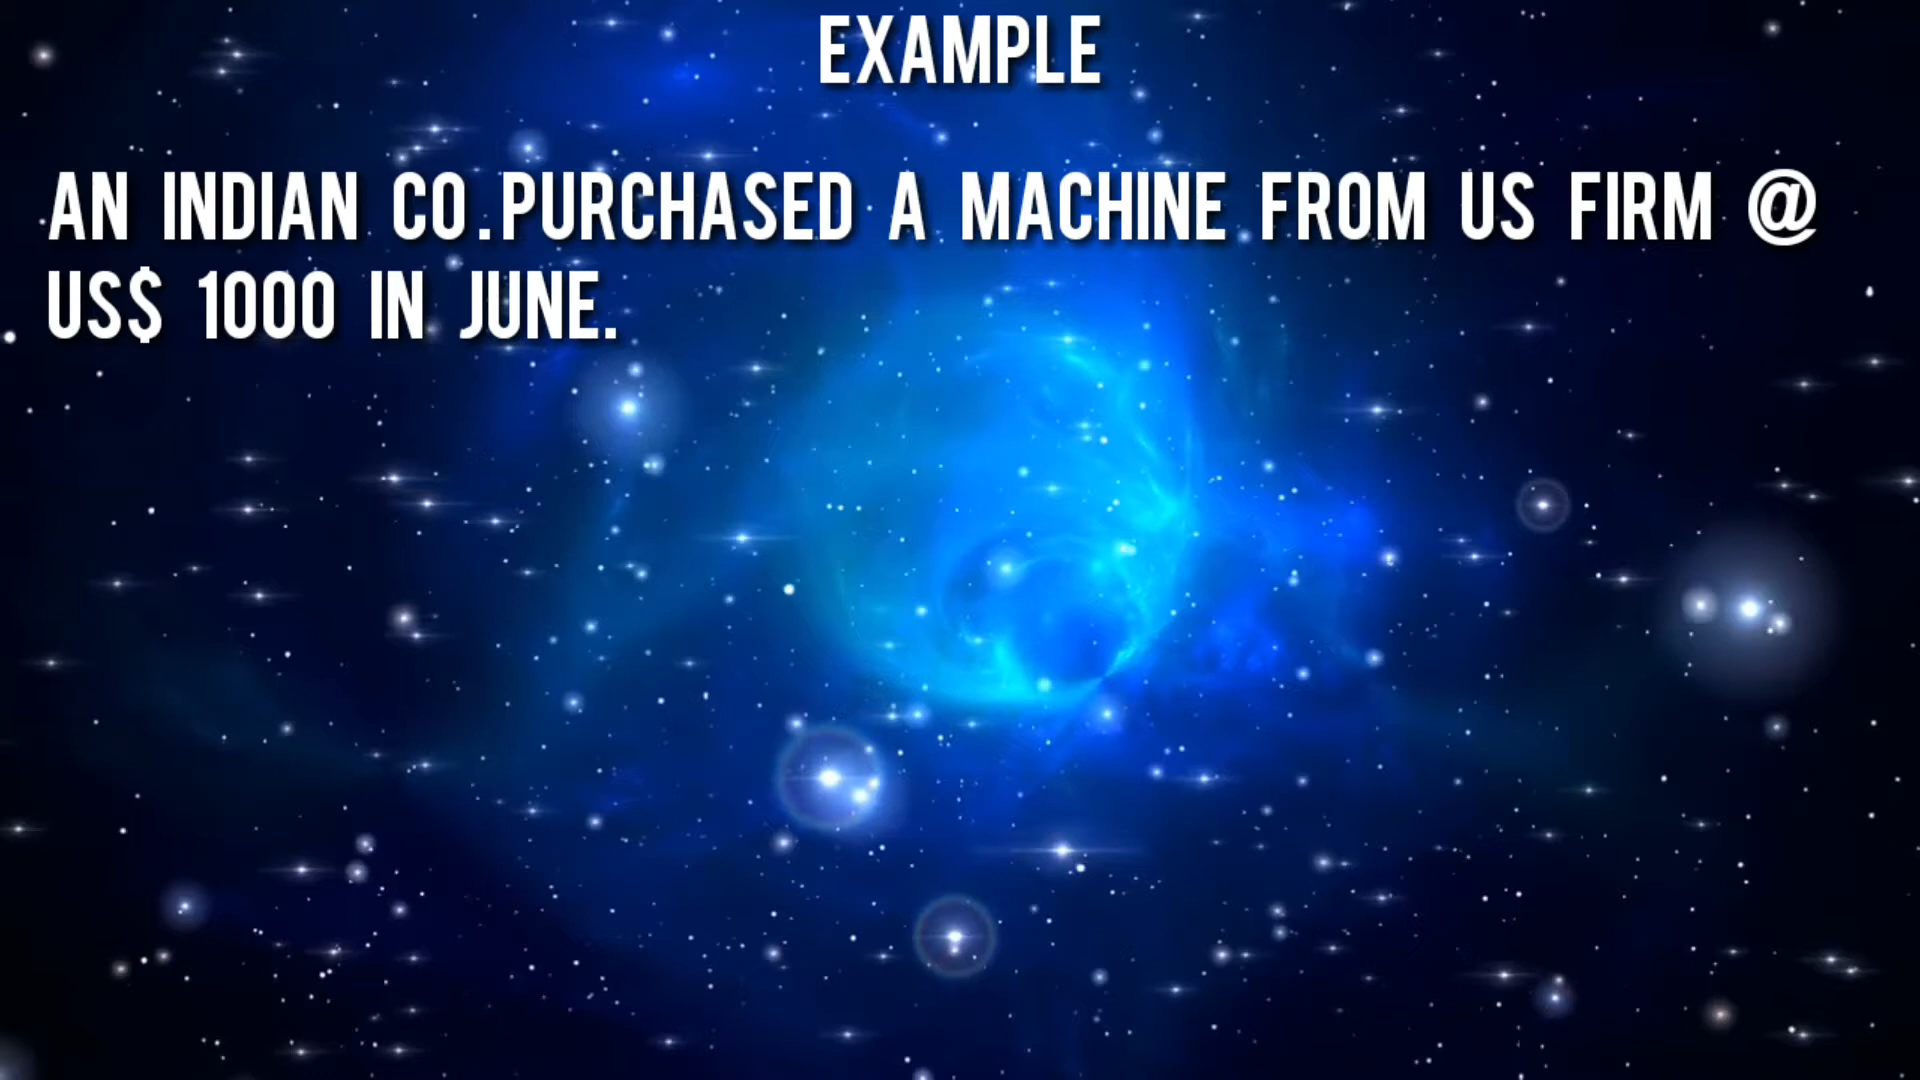 EXAMPLE
AN INDIAN CO.PURCHASED A MACHINE FROM US FIRM @
US$ 1000 IN JUNE.